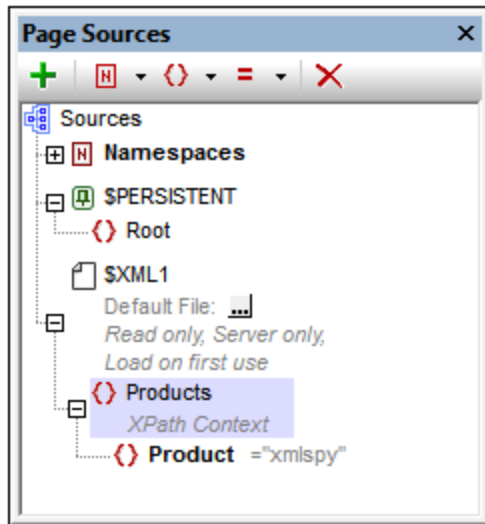 Page Sources
Sources
Namespaces
$PERSISTENT
Root
$XML1
Default File: ...
Read only, Server only,
Load on first use
Products
XPath Context
Product ="xmlspy"